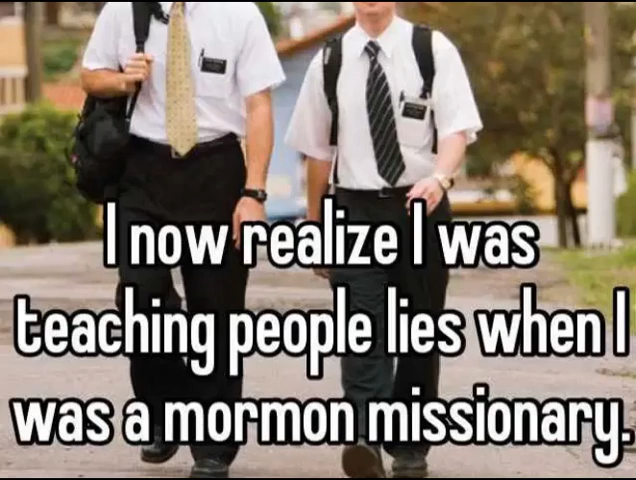 I now realize I was
teaching people lies when I
was a mormon missionary.